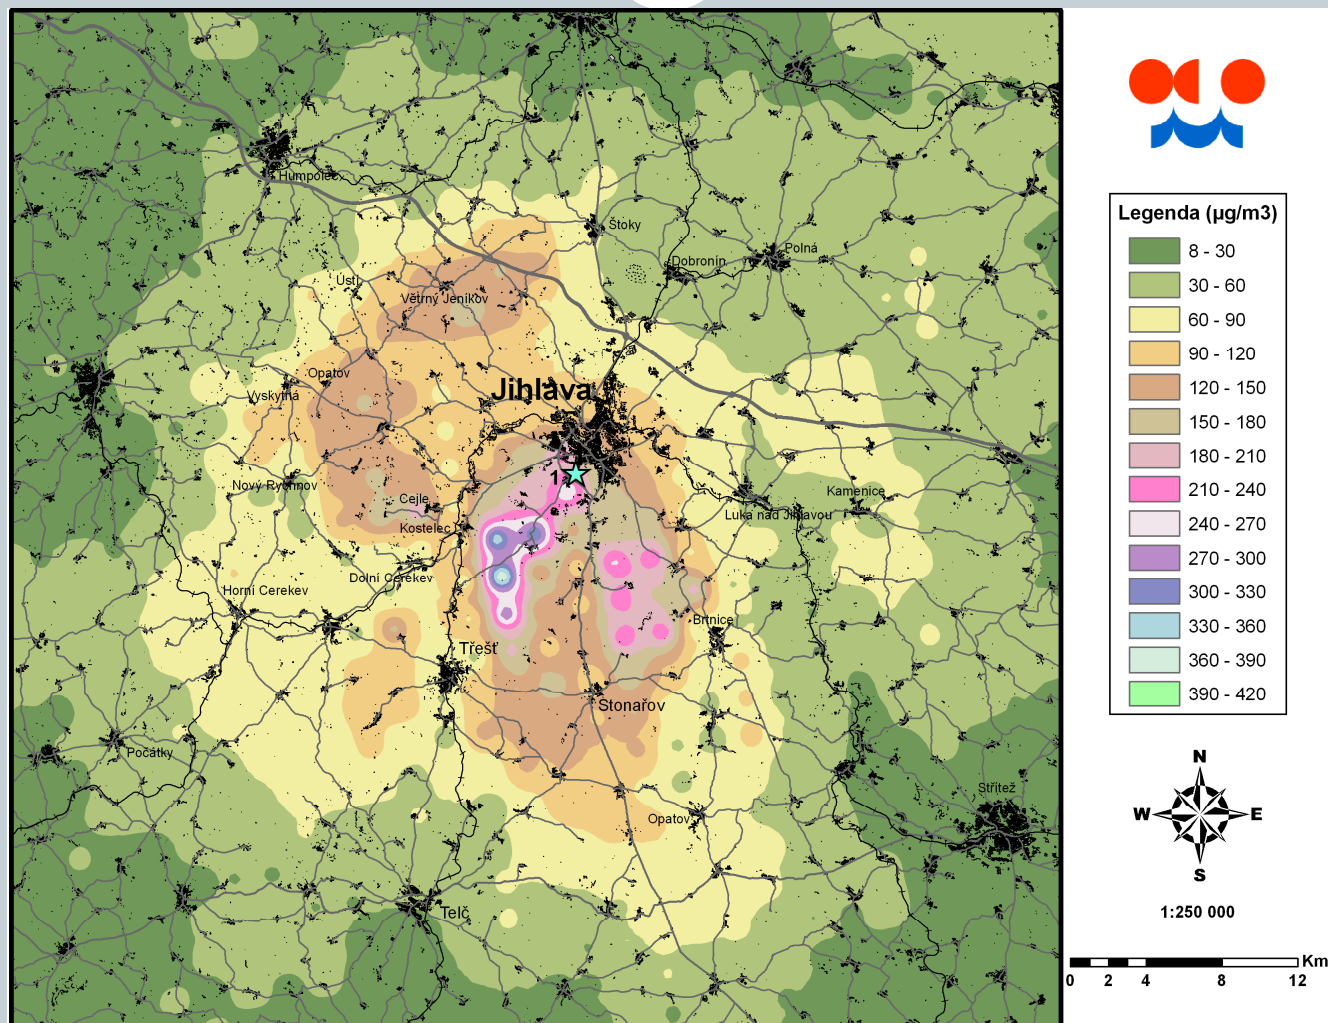 Humpolec
Štoky
Polná
Dobronín
Ústí
Větrný Jeníkov
Opatov
Jihlava
Vyskytná
1
Nový Rychnov
Cejle
Kamenice
Kostelec
Luka nad Jihlavou
Dolní Cerekev
Horní Cerekev
Brtnice
Třešť
Stonařov
Počátky
Střítež
Opatov
Telč
Legenda (µg/m3)
8 - 30
30 - 60
60 - 90
90 - 120
120 - 150
150 - 180
180 - 210
210 - 240
240 - 270
270 - 300
300 - 330
330 - 360
360 - 390
390 - 420
N
W E
S
1:250 000
Km
0 2 4 8 12